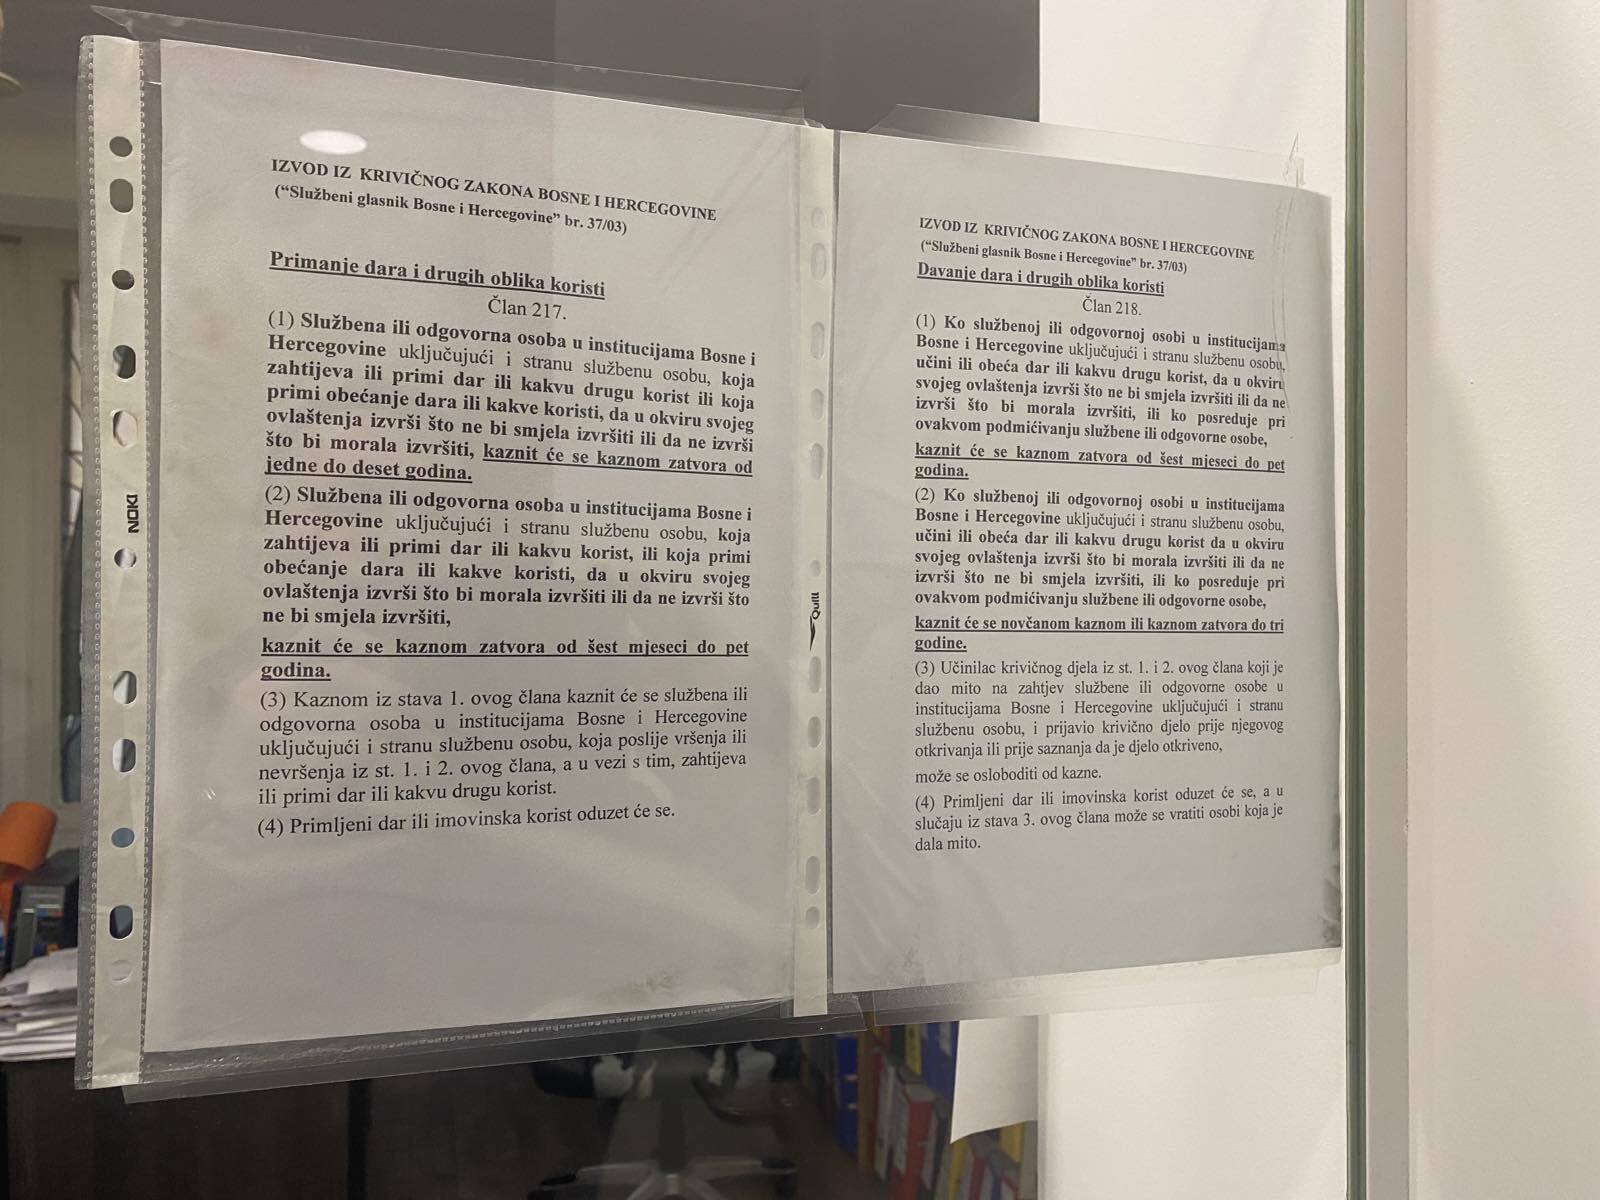 IZVOD IZ KRIVIČNOG ZAKONA BOSNE I HERCEGOVINE
(“Službeni glasnik Bosne i Hercegovine” br. 37/03)
Primanje dara i drugih oblika koristi
Član 217.
(1) Službena ili odgovorna osoba u institucijama Bosne i
Hercegovine uključujući i stranu službenu osobu, koja
zahtijeva ili primi dar ili kakvu drugu korist ili koja
primi obećanje dara ili kakve koristi, da u okviru svojeg
ovlaštenja izvrši što ne bi smjela izvršiti ili da ne izvrši
što bi morala izvršiti, kaznit će se kaznom zatvora od
jedne do deset godina.
(2) Službena ili odgovorna osoba u institucijama Bosne i
Hercegovine uključujući i stranu službenu osobu, koja
zahtijeva ili primi dar ili kakvu korist, ili koja primi
obećanje dara ili kakve koristi, da u okviru svojeg
ovlaštenja izvrši što bi morala izvršiti ili da ne izvrši što
ne bi smjela izvršiti,
kaznit će se kaznom zatvora od šest mjeseci do pet
godina.
(3) Kaznom iz stava 1. ovog člana kaznit će se službena ili
odgovorna osoba u institucijama Bosne i Hercegovine
uključujući i stranu službenu osobu, koja poslije vršenja ili
nevršenja iz st. 1. i 2. ovog člana, a u vezi s tim, zahtijeva
ili primi dar ili kakvu drugu korist.
(4) Primljeni dar ili imovinska korist oduzet će se.
NOKI
Quill
IZVOD IZ KRIVIČNOG ZAKONA BOSNE I HERCEGOVINE
(“Službeni glasnik Bosne i Hercegovine” br. 37/03)
Davanje dara i drugih oblika koristi
Član 218.
(1) Ko službenoj ili odgovornoj osobi u institucijama
Bosne i Hercegovine uključujući i stranu službenu osobu,
učini ili obeća dar ili kakvu drugu korist, da u okviru
svojeg ovlaštenja izvrši što ne bi smjela izvršiti ili da ne
izvrši što bi morala izvršiti, ili ko posreduje pri
ovakvom podmićivanju službene ili odgovorne osobe,
kaznit će se kaznom zatvora od šest mjeseci do pet
godina.
(2) Ko službenoj ili odgovornoj osobi u institucijama
Bosne i Hercegovine uključujući i stranu službenu osobu,
učini ili obeća dar ili kakvu drugu korist da u okviru
svojeg ovlaštenja izvrši što bi morala izvršiti ili da ne
izvrši što ne bi smjela izvršiti, ili ko posreduje pri
ovakvom podmićivanju službene ili odgovorne osobe,
kaznit će se novčanom kaznom ili kaznom zatvora do tri
godine.
(3) Učinilac krivičnog djela iz st. 1. i 2. ovog člana koji je
dao mito na zahtjev službene ili odgovorne osobe u
institucijama Bosne i Hercegovine uključujući i stranu
službenu osobu, i prijavio krivično djelo prije njegovog
otkrivanja ili prije saznanja da je djelo otkriveno,
može se osloboditi od kazne.
(4) Primljeni dar ili imovinska korist oduzet će se, a u
slučaju iz stava 3. ovog člana može se vratiti osobi koja je
dala mito.